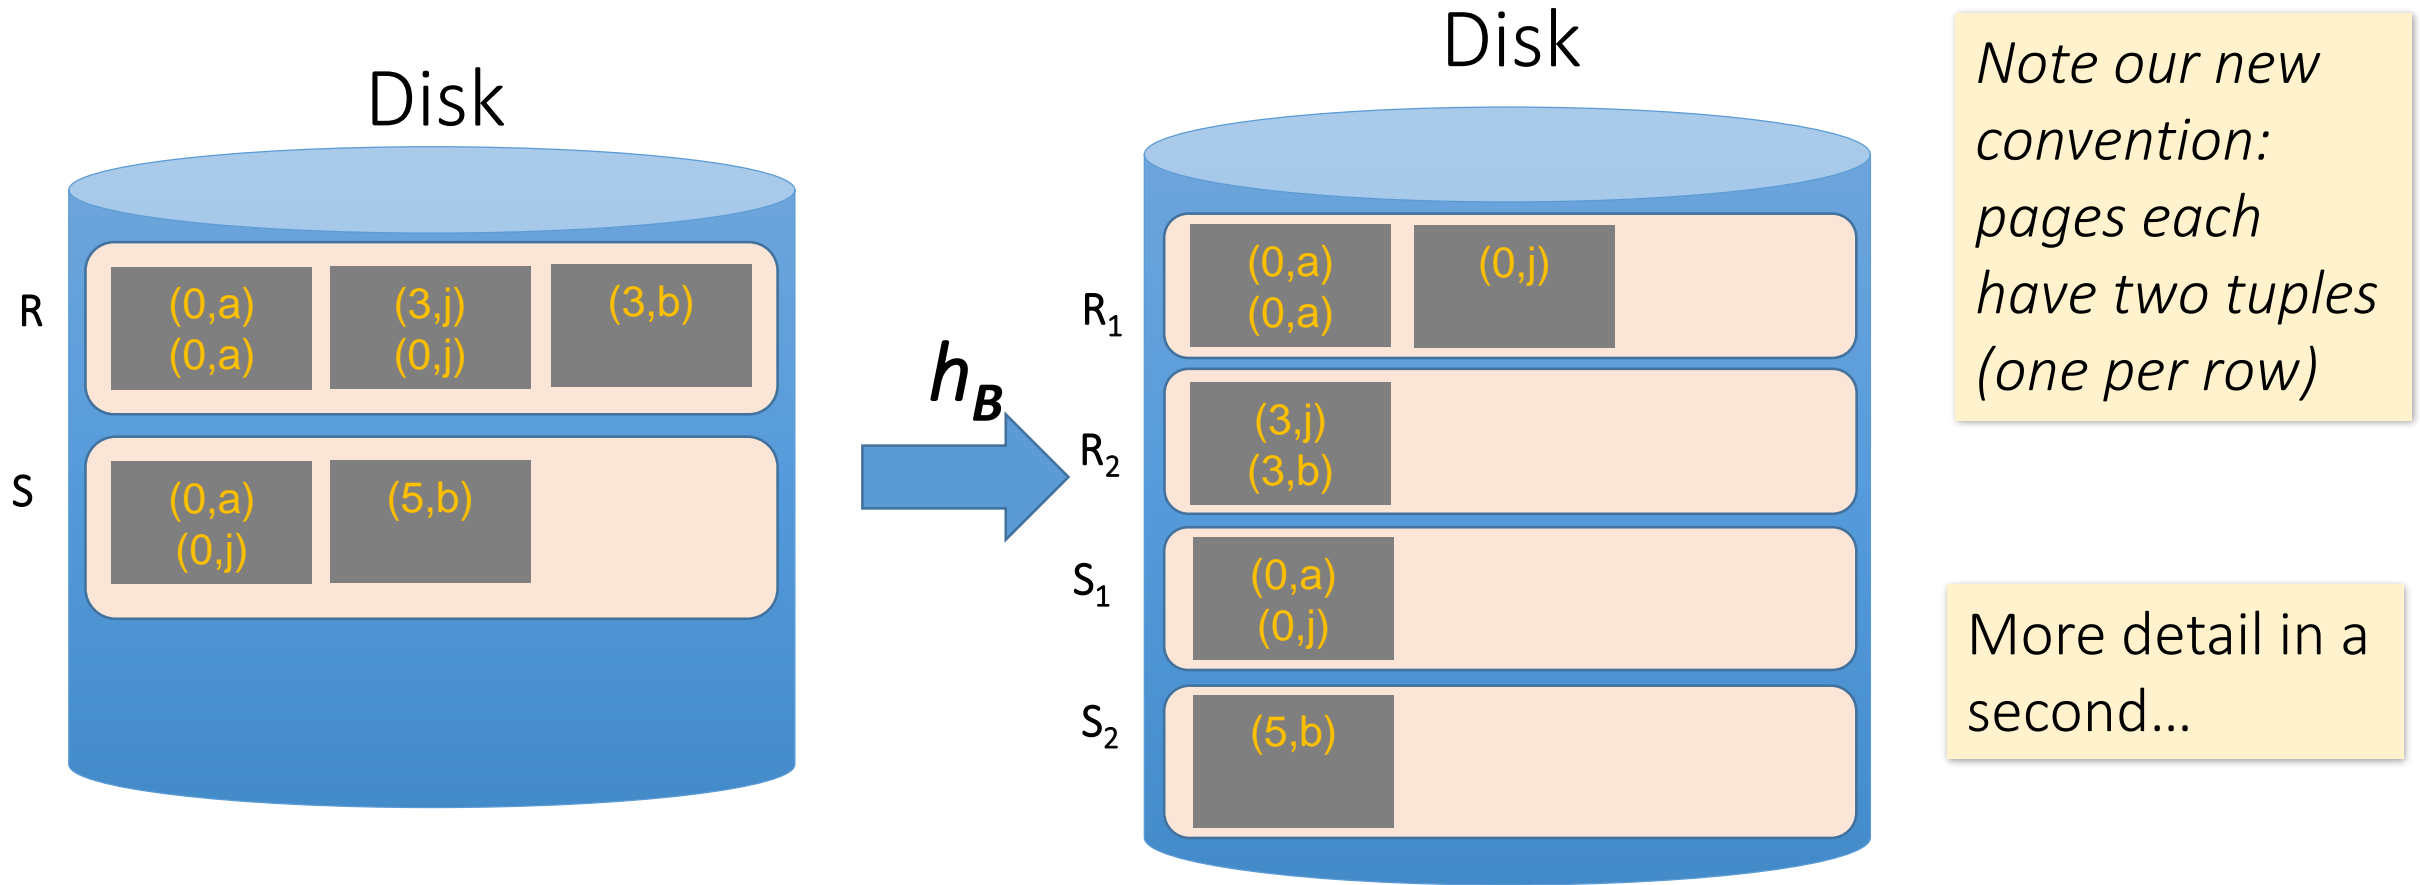 Disk
R
(0,a)
(0,a)
(3,j)
(0,j)
(3,b)
S
(0,a)
(0,j)
(5,b)
h_B
Disk
R₁
(0,a)
(0,a)
(0,j)
R₂
(3,j)
(3,b)
S₁
(0,a)
(0,j)
S₂
(5,b)
Note our new
convention:
pages each
have two tuples
(one per row)
More detail in a
second…